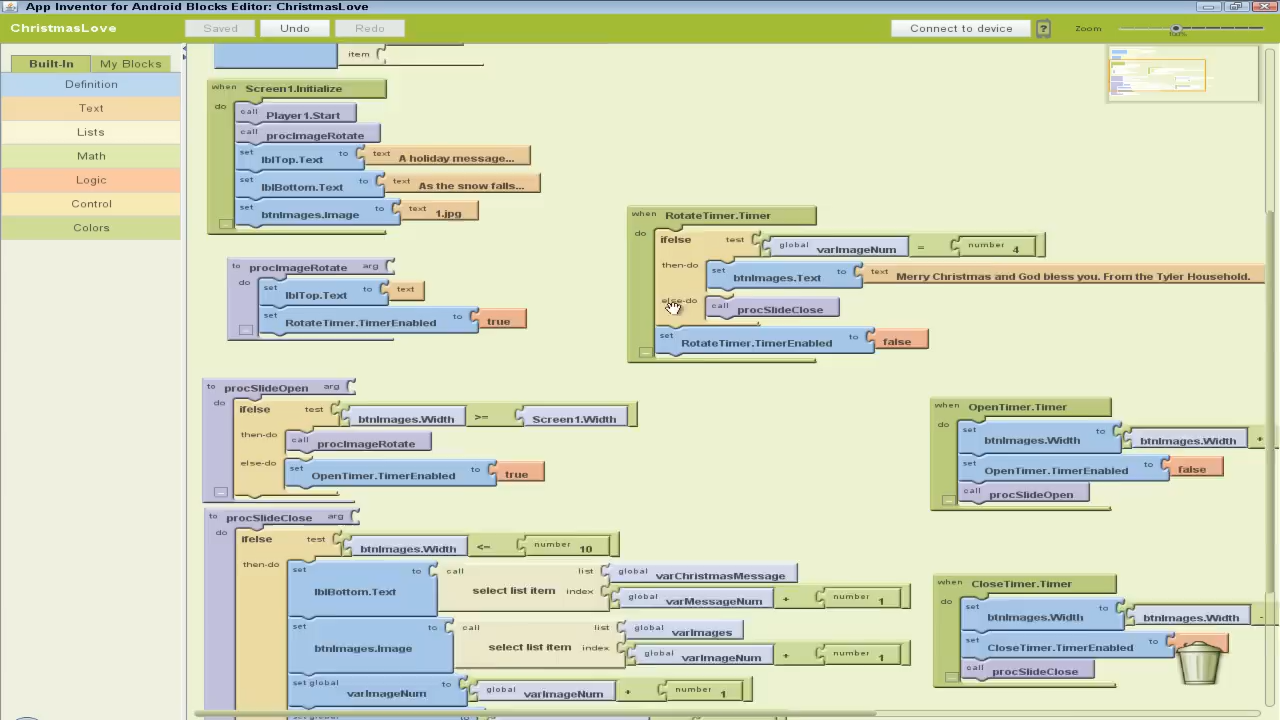 App Inventor for Android Blocks Editor: ChristmasLove
ChristmasLove Saved Undo Redo Connect to device ? Zoom 100%
Built-In My Blocks
Definition
Text
Lists
Math
Logic
Control
Colors
item
when Screen1.Initialize
do
call Player1.Start
call procImageRotate
set lblTop.Text to text A holiday message...
set lblBottom.Text to text As the snow falls...
set btnImages.Image to text 1.jpg
to procImageRotate arg
do
set lblTop.Text to text
set RotateTimer.TimerEnabled to true
when RotateTimer.Timer
do
ifelse test global varImageNum = number 4
then-do set btnImages.Text to text Merry Christmas and God bless you. From the Tyler Household.
else-do call procSlideClose
set RotateTimer.TimerEnabled to false
to procSlideOpen arg
do
ifelse test btnImages.Width >= Screen1.Width
then-do call procImageRotate
else-do set OpenTimer.TimerEnabled to true
when OpenTimer.Timer
do
set btnImages.Width to btnImages.Width +
set OpenTimer.TimerEnabled to false
call procSlideOpen
to procSlideClose arg
do
ifelse test btnImages.Width <= number 10
then-do set lblBottom.Text to call select list item list global varChristmasMessage
index global varMessageNum + number 1
set btnImages.Image to call select list item list global varImages
index global varImageNum + number 1
set global varImageNum to global varImageNum + number 1
when CloseTimer.Timer
do
set btnImages.Width to btnImages.Width -
set CloseTimer.TimerEnabled to
call procSlideClose